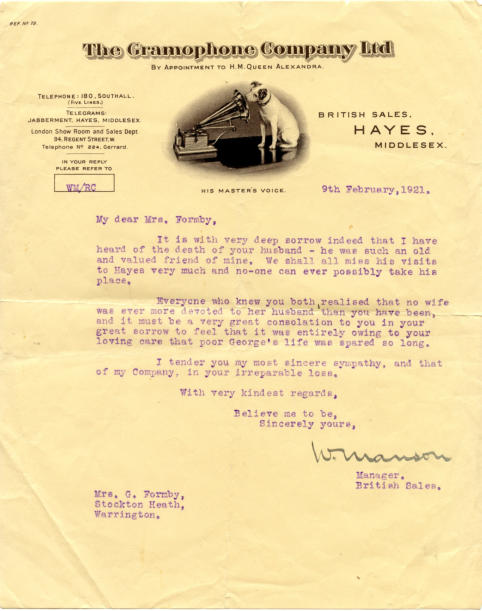 REF. Nº 19.
The Gramophone Company Ltd
BY APPOINTMENT TO H.M. QUEEN ALEXANDRA.
TELEPHONE: 180, SOUTHALL.
(FIVE LINES.)
TELEGRAMS:
JABBERMENT, HAYES, MIDDLESEX.
London Show Room and Sales Dept.
34, REGENT STREET, W
Telephone Nº 224, Gerrard.
IN YOUR REPLY
PLEASE REFER TO
WM/RC
BRITISH SALES,
HAYES,
MIDDLESEX.
HIS MASTER'S VOICE.
9th February, 1921.
My dear Mrs. Formby,
It is with very deep sorrow indeed that I have
heard of the death of your husband - he was such an old
and valued friend of mine. We shall all miss his visits
to Hayes very much and no-one can ever possibly take his
place.
Everyone who knew you both, realised that no wife
was ever more devoted to her husband than you have been,
and it must be a very great consolation to you in your
great sorrow to feel that it was entirely owing to your
loving care that poor George's life was spared so long.
I tender you my most sincere sympathy, and that
of my Company, in your irreparable loss.
With very kindest regards,
Believe me to be,
Sincerely yours,
W. Manson
Manager.
British Sales.
Mrs. G. Formby,
Stockton Heath,
Warrington.